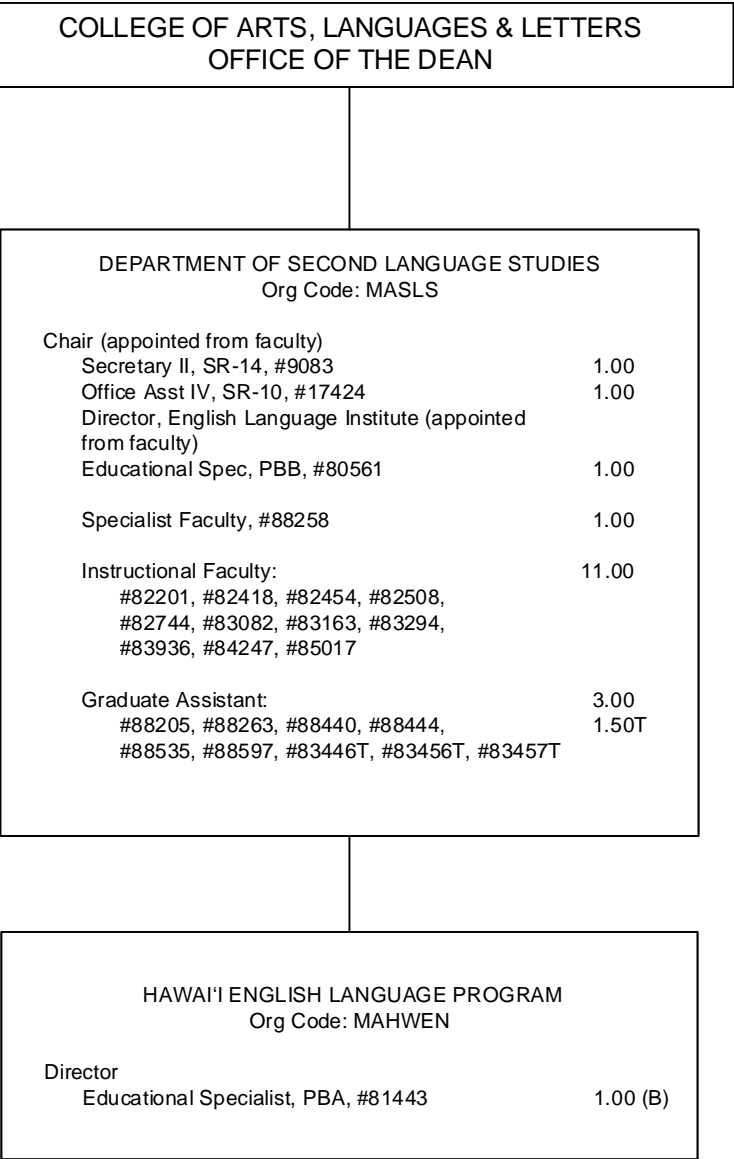 COLLEGE OF ARTS, LANGUAGES & LETTERS
OFFICE OF THE DEAN
DEPARTMENT OF SECOND LANGUAGE STUDIES
Org Code: MASLS
Chair (appointed from faculty)
Secretary II, SR-14, #9083 1.00
Office Asst IV, SR-10, #17424 1.00
Director, English Language Institute (appointed
from faculty)
Educational Spec, PBB, #80561 1.00
Specialist Faculty, #88258 1.00
Instructional Faculty: 11.00
#82201, #82418, #82454, #82508,
#82744, #83082, #83163, #83294,
#83936, #84247, #85017
Graduate Assistant: 3.00
#88205, #88263, #88440, #88444, 1.50T
#88535, #88597, #83446T, #83456T, #83457T
HAWAIʻI ENGLISH LANGUAGE PROGRAM
Org Code: MAHWEN
Director
Educational Specialist, PBA, #81443 1.00 (B)